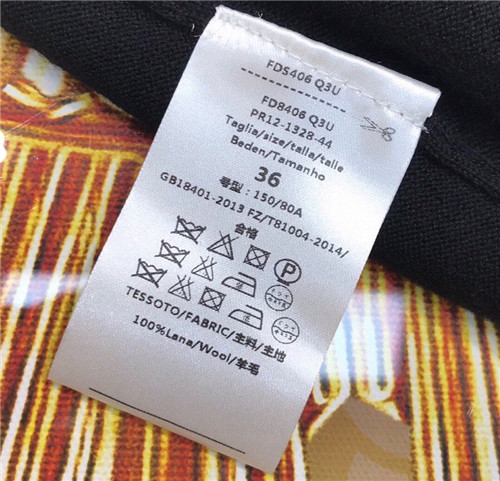 FDS406 Q3U
FD8406 Q3U
PR12-1328-44
Taglia/size/talla/talle
Beden/Tamanho
36
号型：150/80A
GB18401-2013 FZ/T81004-2014/
合格
P
TESSOTO/FABRIC/主料/主地
100%Lana/Wool/羊毛